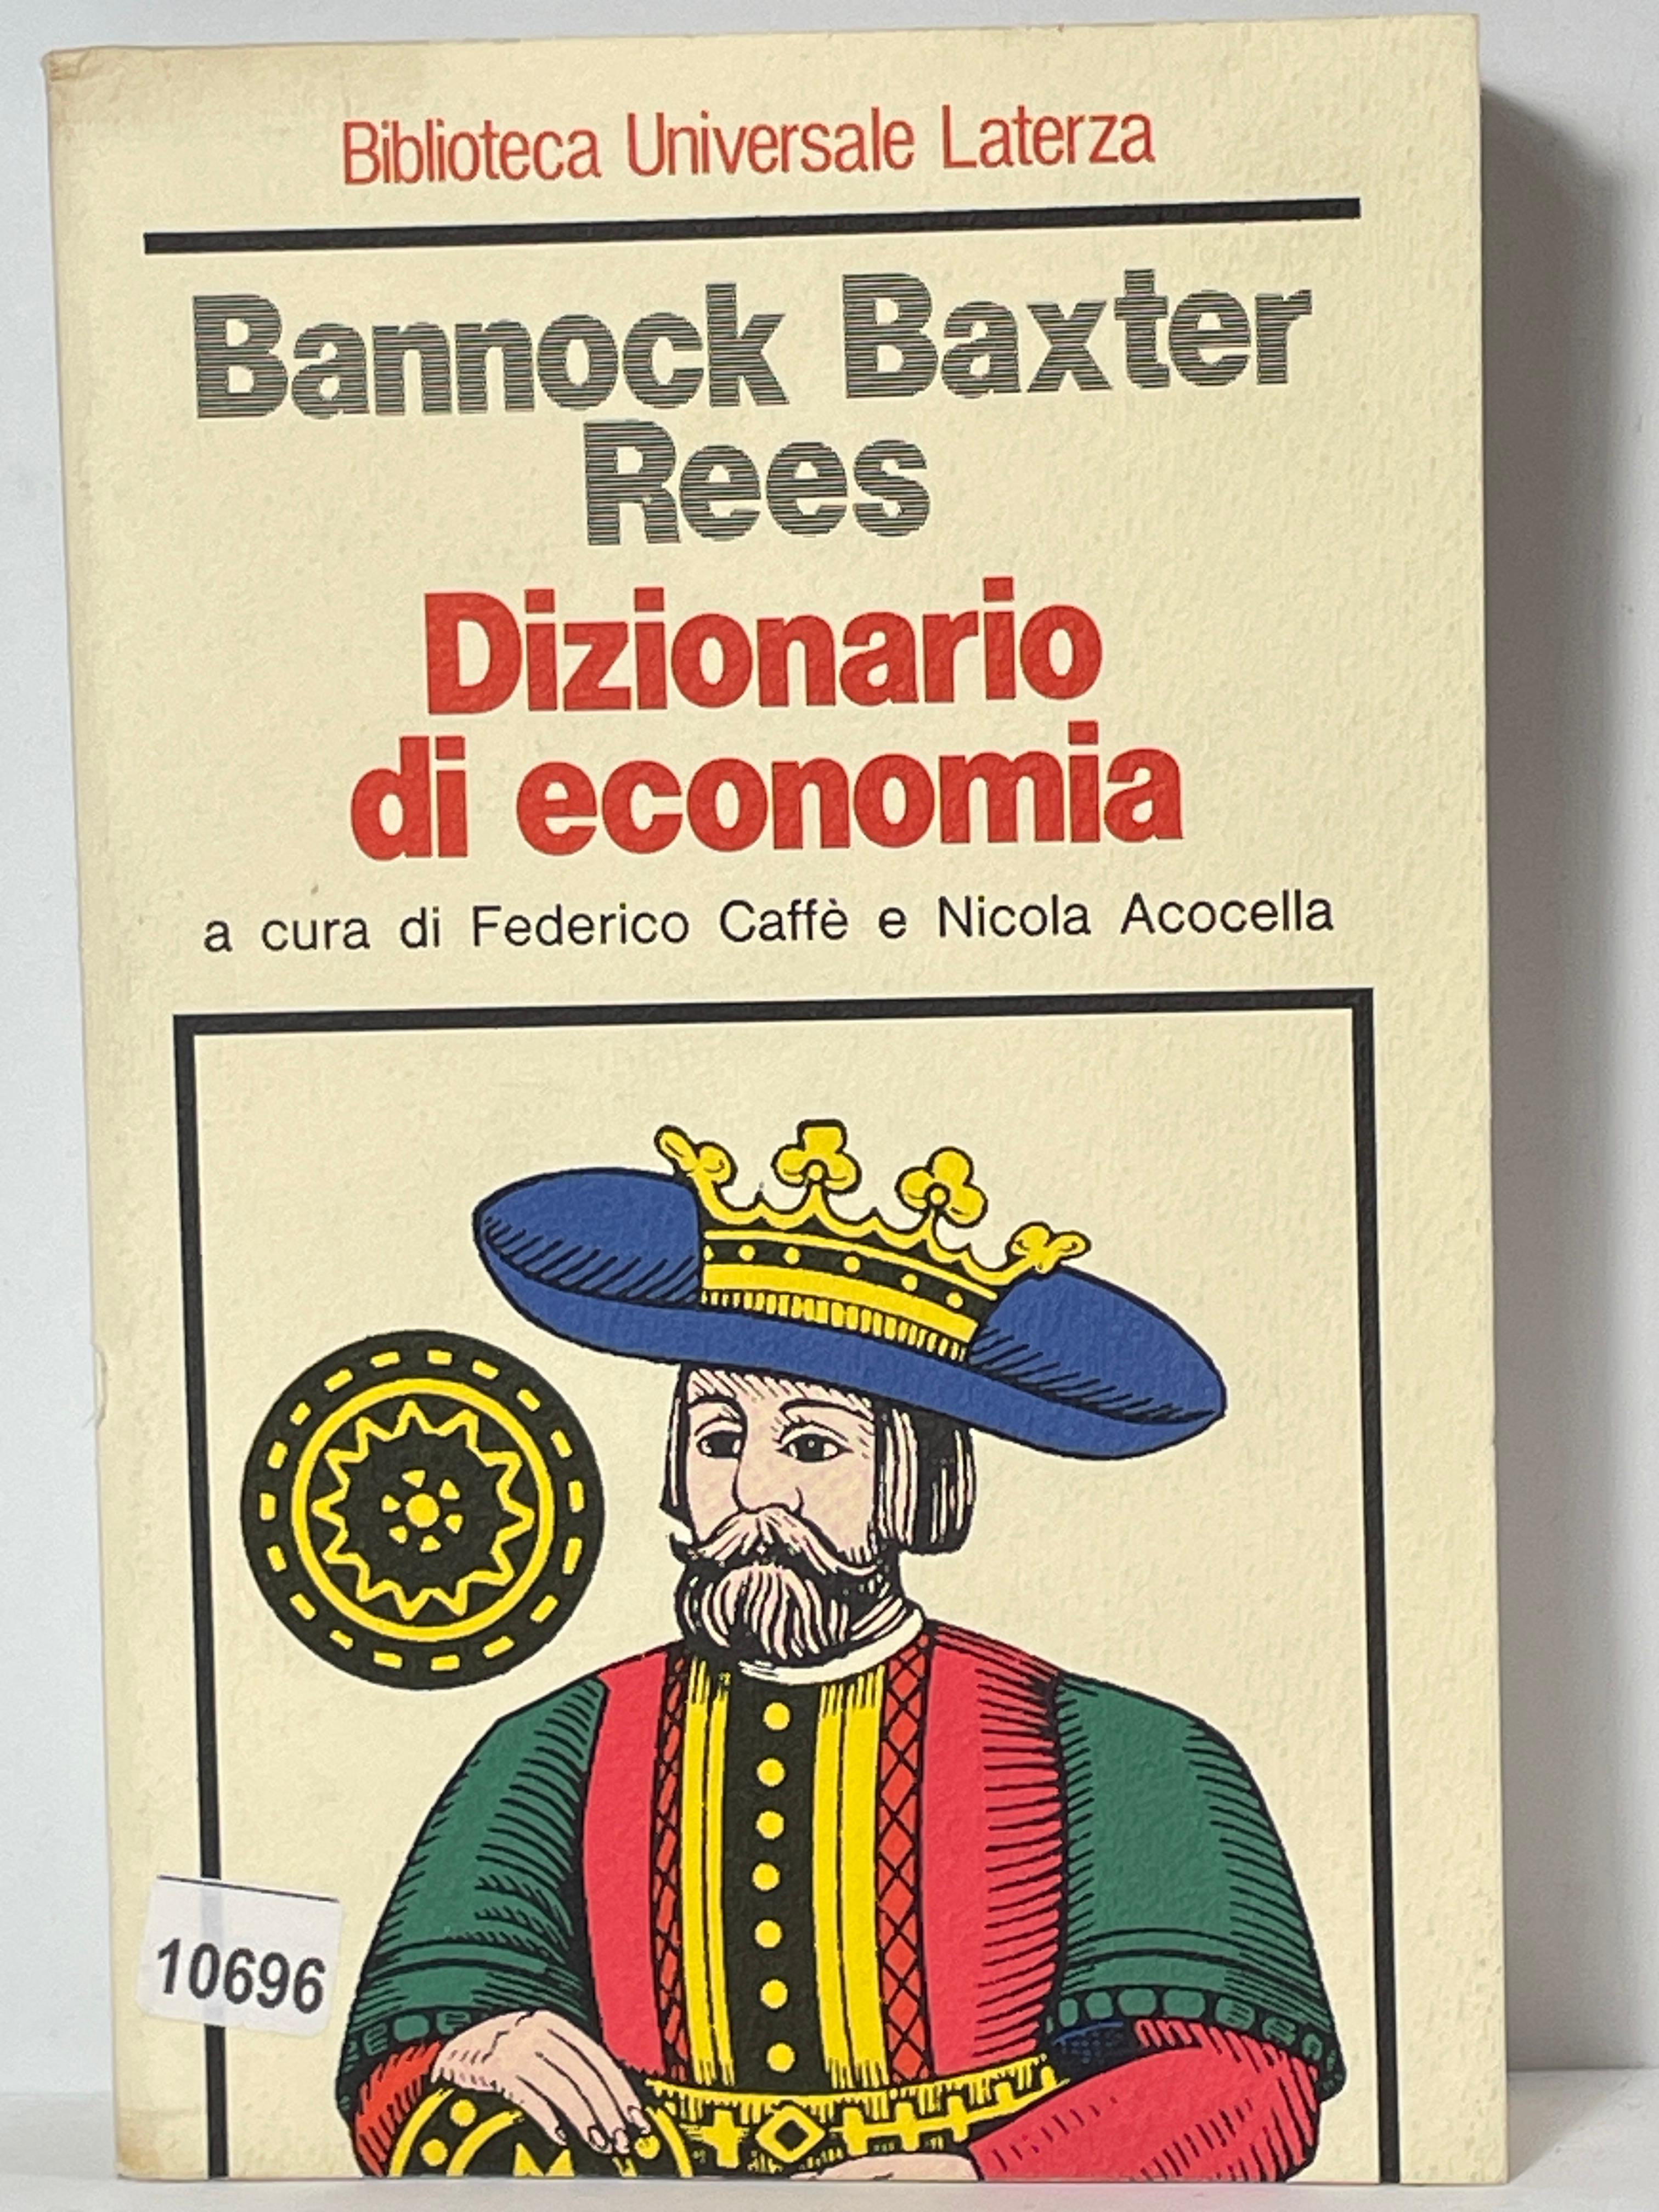 Biblioteca Universale Laterza
Bannock Baxter
Rees
Dizionario
di economia
a cura di Federico Caffè e Nicola Acocella
10696